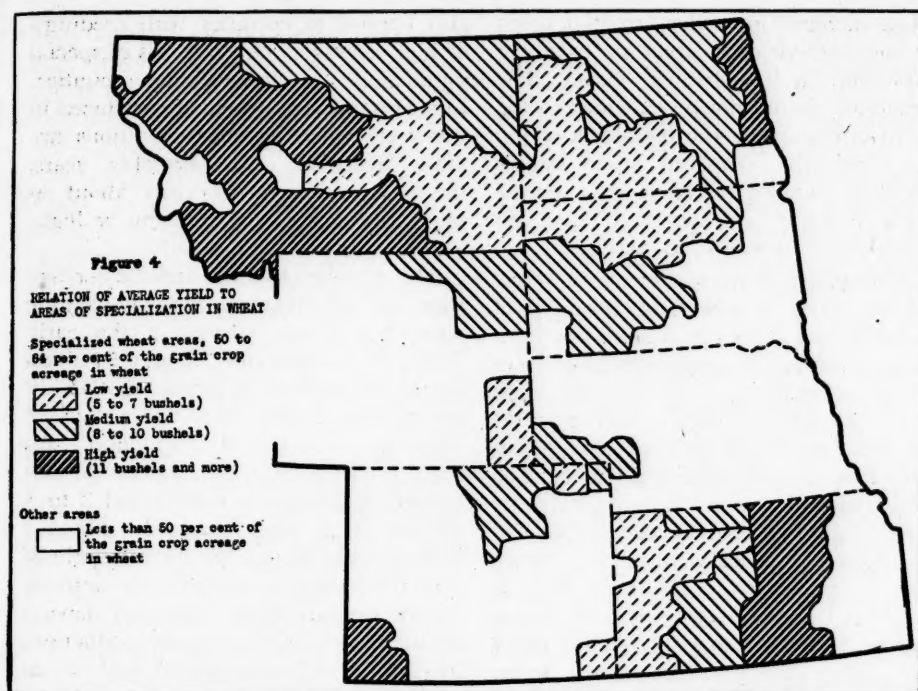 Figure 4
RELATION OF AVERAGE YIELD TO
AREAS OF SPECIALIZATION IN WHEAT
Specialized wheat areas, 50 to
84 per cent of the grain crop
acreage in wheat
Low yield
(5 to 7 bushels)
Medium yield
(8 to 10 bushels)
High yield
(11 bushels and more)
Other areas
Less than 50 per cent of
the grain crop acreage
in wheat